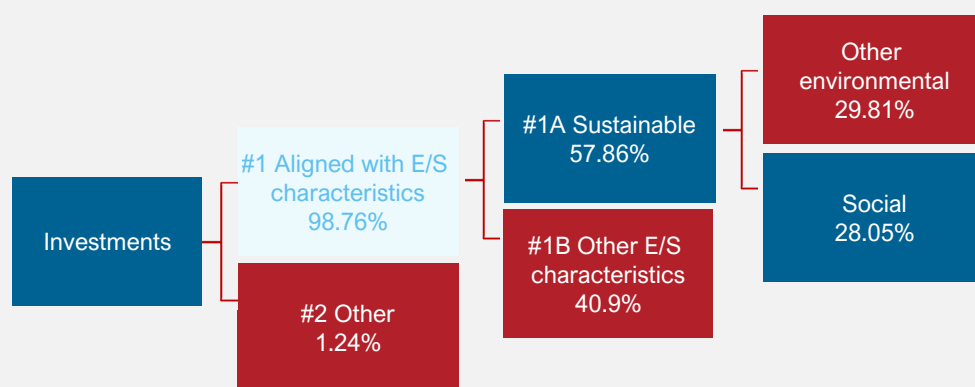 Investments
#1 Aligned with E/S
characteristics
98.76%
#2 Other
1.24%
#1A Sustainable
57.86%
#1B Other E/S
characteristics
40.9%
Other
environmental
29.81%
Social
28.05%